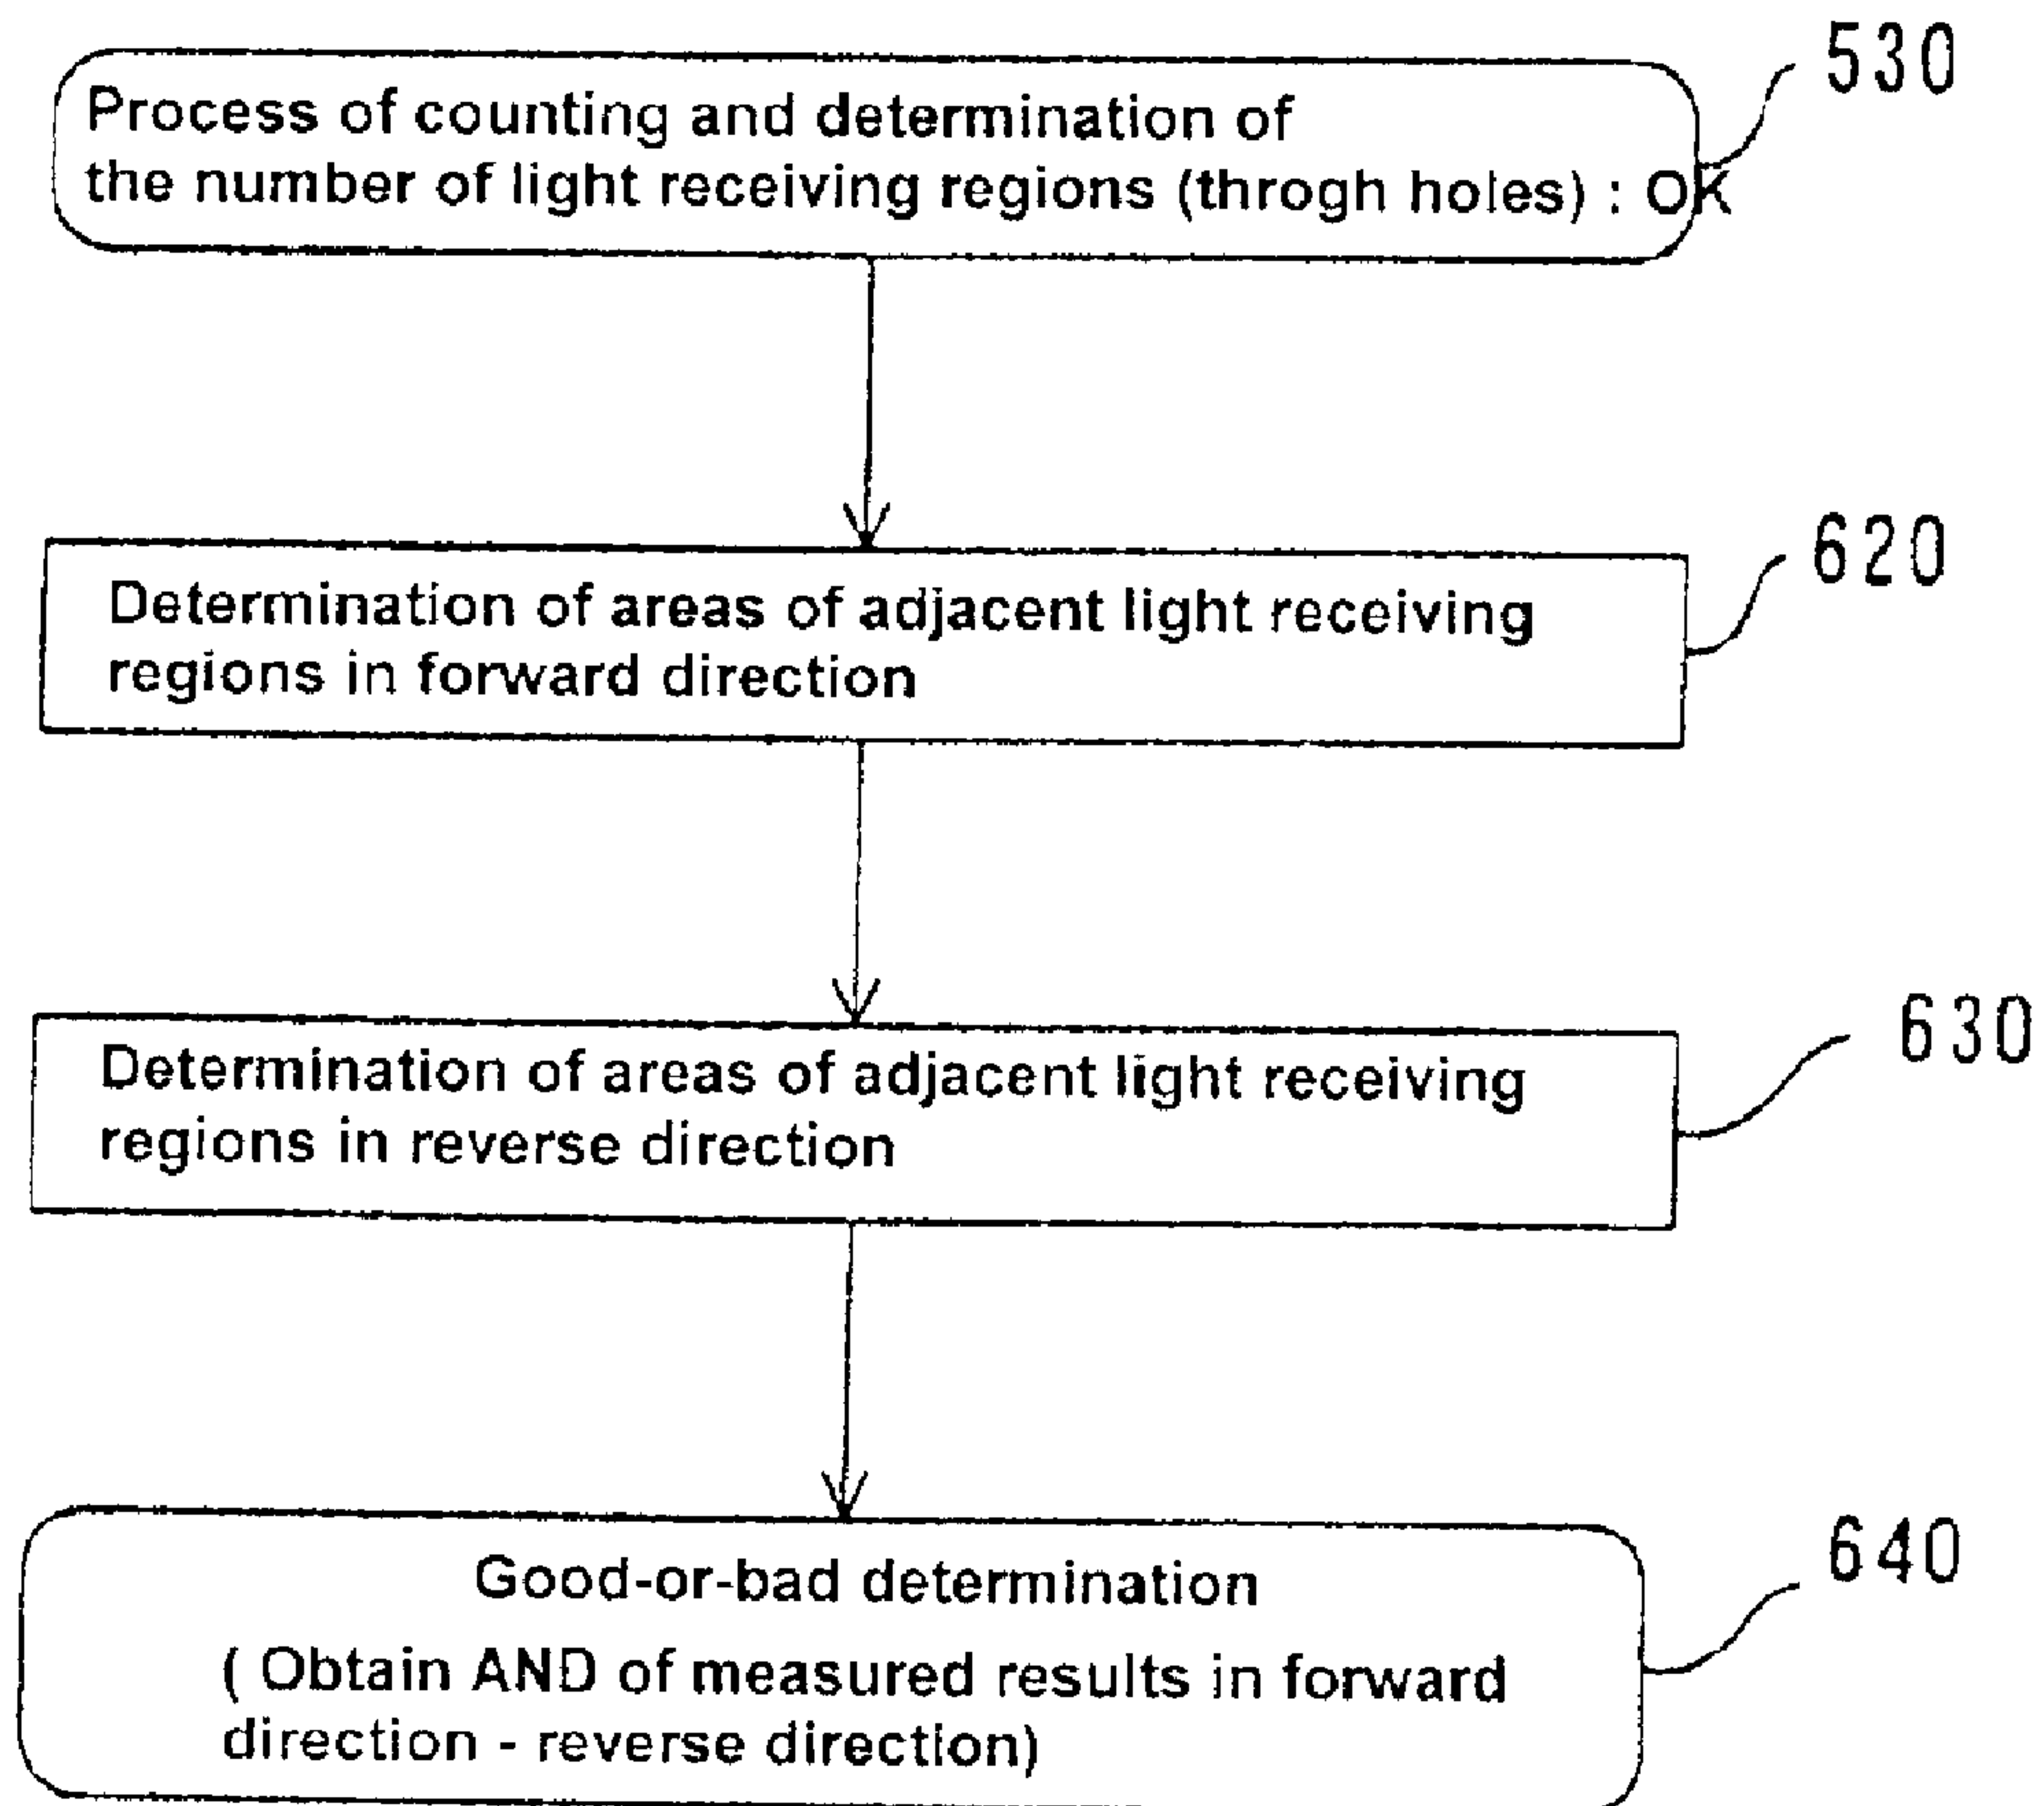 530
Process of counting and determination of
the number of light receiving regions (throgh holes) : OK
620
Determination of areas of adjacent light receiving
regions in forward direction
630
Determination of areas of adjacent light receiving
regions in reverse direction
640
Good-or-bad determination
( Obtain AND of measured results in forward
direction - reverse direction)